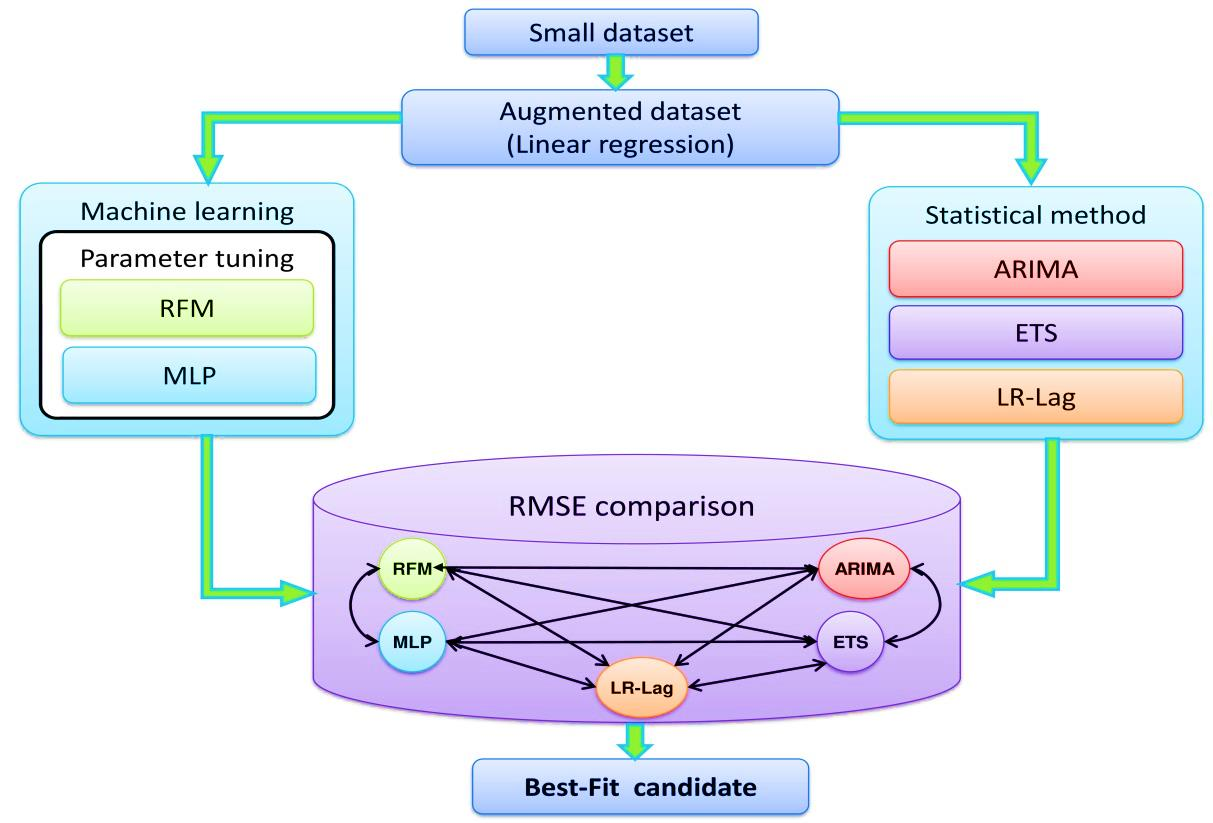 Small dataset
Augmented dataset
(Linear regression)
Machine learning
Parameter tuning
RFM
MLP
Statistical method
ARIMA
ETS
LR-Lag
RMSE comparison
RFM
ARIMA
MLP
ETS
LR-Lag
Best-Fit candidate